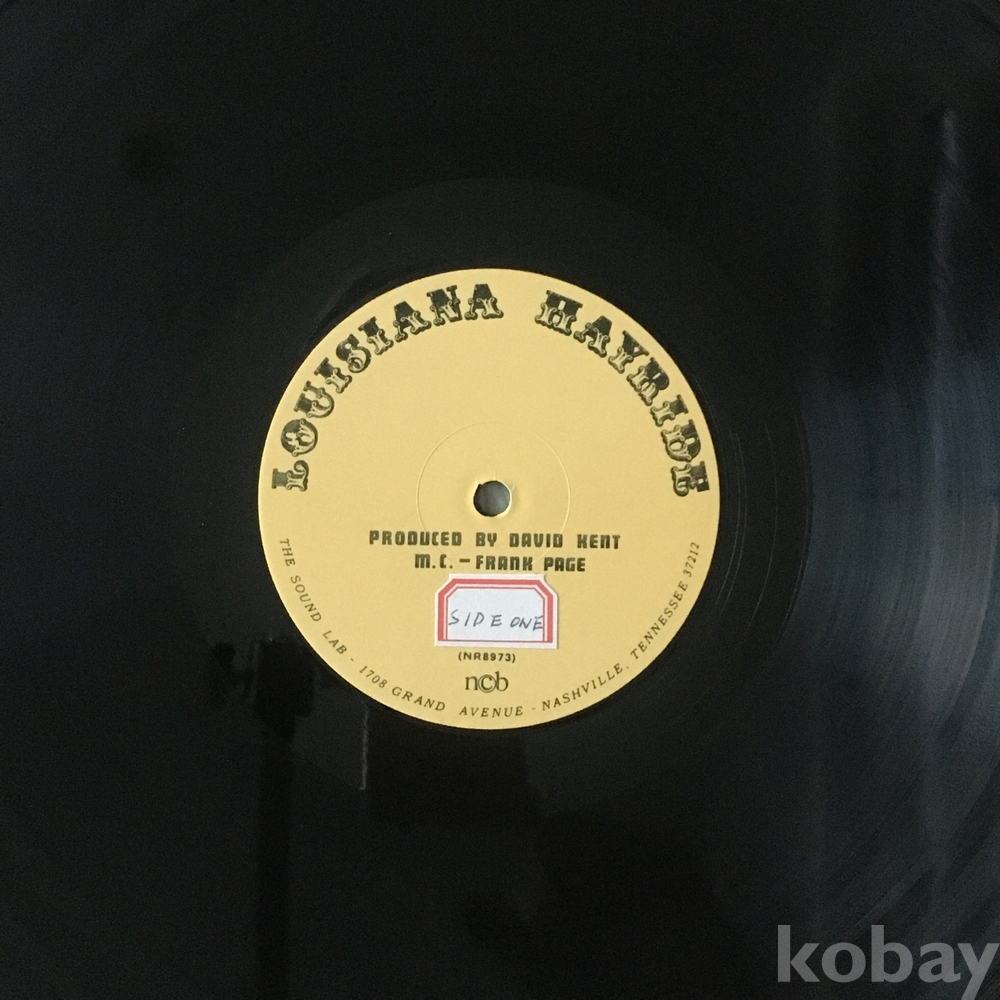 LOUISIANA HAYRIDE
PRODUCED BY DAVID KENT
M.C. - FRANK PAGE
SIDE ONE
(NR8973)
ncb
THE SOUND LAB - 1708 GRAND AVENUE - NASHVILLE, TENNESSEE 37212
kobay